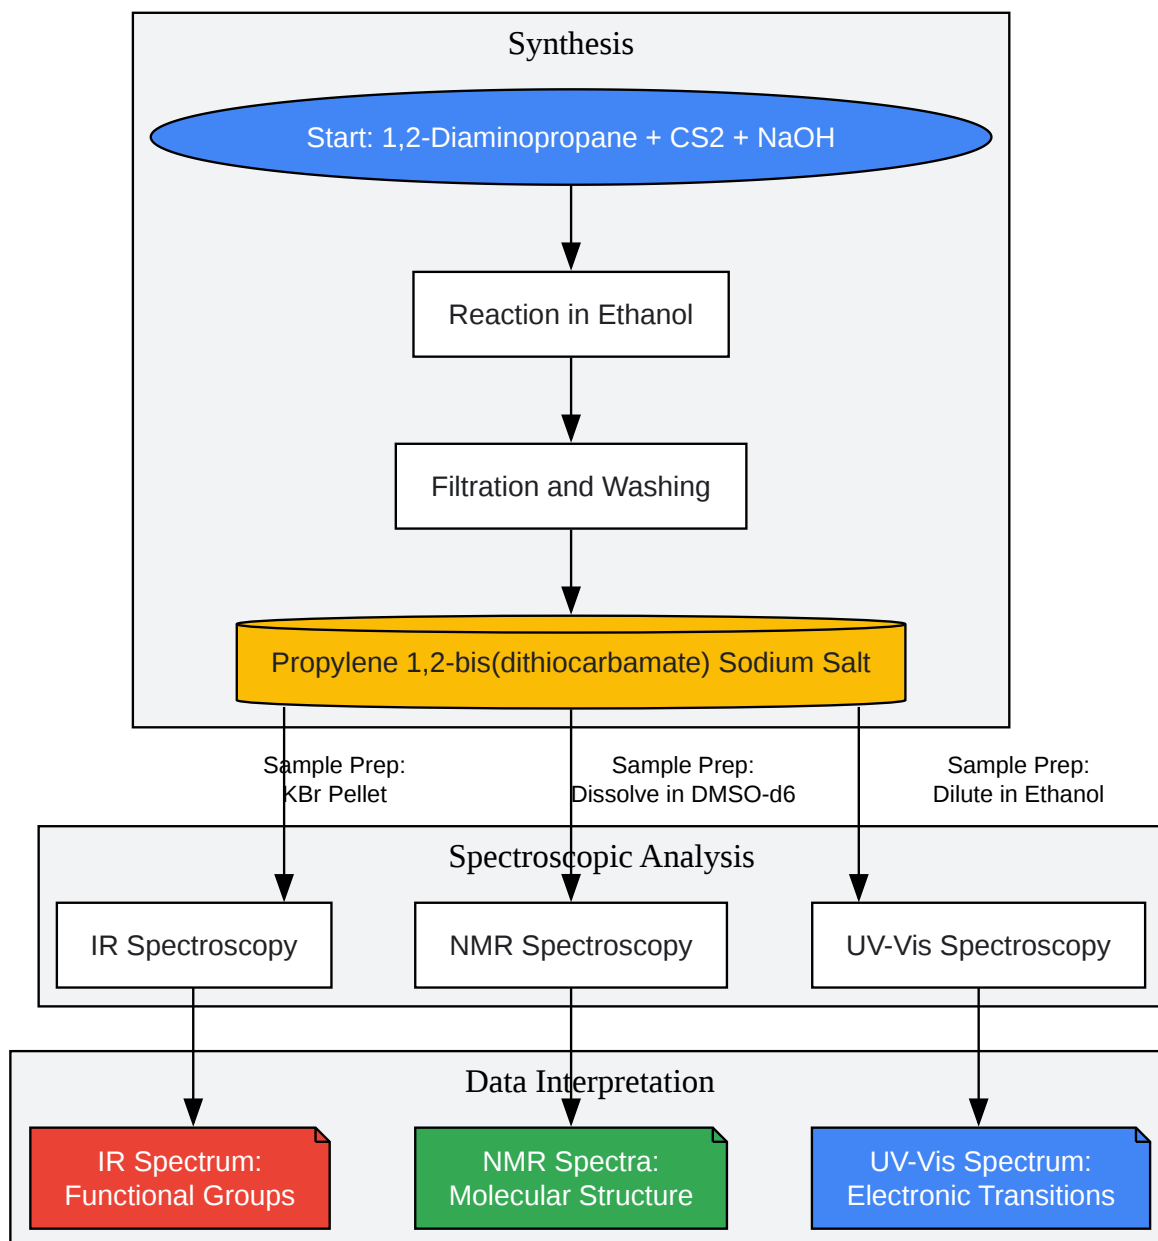 Synthesis
Start: 1,2-Diaminopropane + CS2 + NaOH
Reaction in Ethanol
Filtration and Washing
Propylene 1,2-bis(dithiocarbamate) Sodium Salt
Sample Prep:
KBr Pellet
Sample Prep:
Dissolve in DMSO-d6
Sample Prep:
Dilute in Ethanol
Spectroscopic Analysis
IR Spectroscopy
NMR Spectroscopy
UV-Vis Spectroscopy
Data Interpretation
IR Spectrum:
Functional Groups
NMR Spectra:
Molecular Structure
UV-Vis Spectrum:
Electronic Transitions